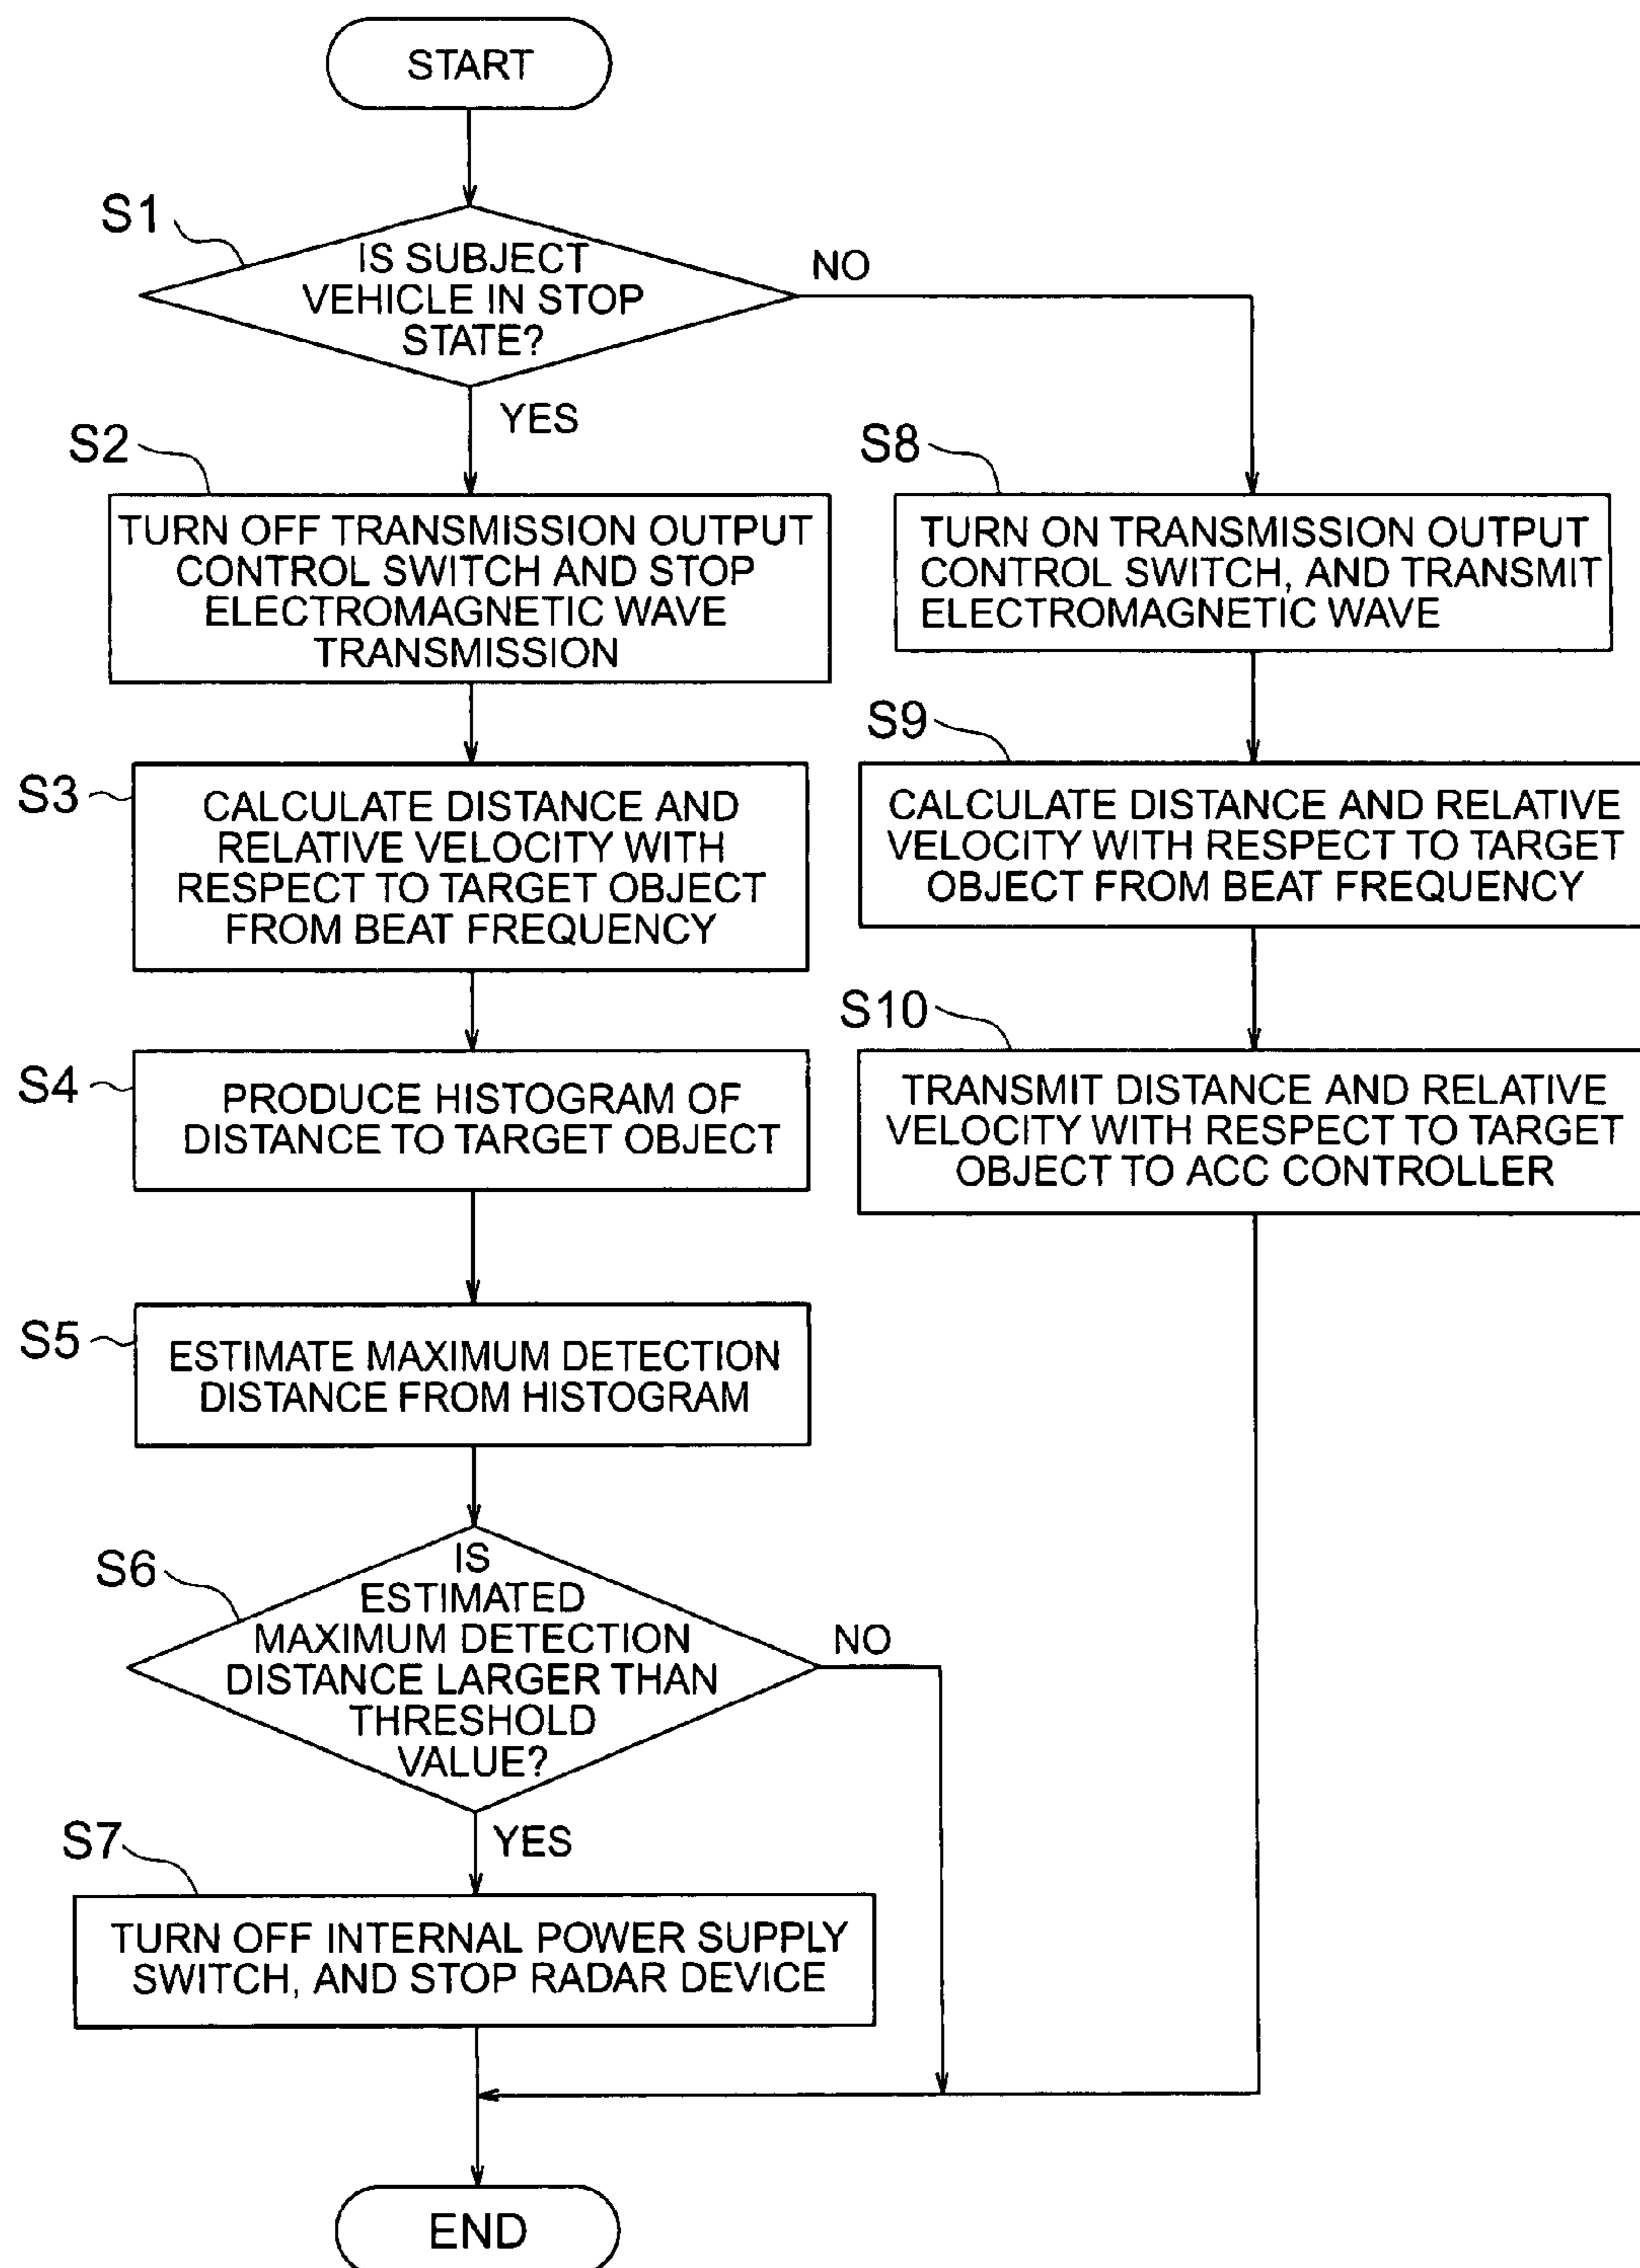 START
S1
IS SUBJECT
VEHICLE IN STOP
STATE?
NO
YES
S2
TURN OFF TRANSMISSION OUTPUT
CONTROL SWITCH AND STOP
ELECTROMAGNETIC WAVE
TRANSMISSION
S8
TURN ON TRANSMISSION OUTPUT
CONTROL SWITCH, AND TRANSMIT
ELECTROMAGNETIC WAVE
S3
CALCULATE DISTANCE AND
RELATIVE VELOCITY WITH
RESPECT TO TARGET OBJECT
FROM BEAT FREQUENCY
S9
CALCULATE DISTANCE AND RELATIVE
VELOCITY WITH RESPECT TO TARGET
OBJECT FROM BEAT FREQUENCY
S4
PRODUCE HISTOGRAM OF
DISTANCE TO TARGET OBJECT
S10
TRANSMIT DISTANCE AND RELATIVE
VELOCITY WITH RESPECT TO TARGET
OBJECT TO ACC CONTROLLER
S5
ESTIMATE MAXIMUM DETECTION
DISTANCE FROM HISTOGRAM
S6
IS
ESTIMATED
MAXIMUM DETECTION
DISTANCE LARGER THAN
THRESHOLD
VALUE?
NO
YES
S7
TURN OFF INTERNAL POWER SUPPLY
SWITCH, AND STOP RADAR DEVICE
END